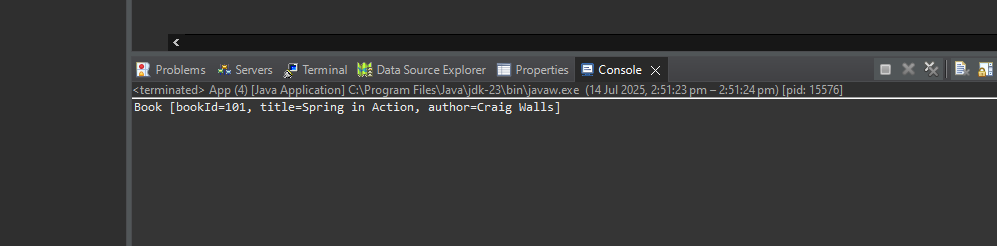 Problems Servers Terminal Data Source Explorer Properties Console
<terminated> App (4) [Java Application] C:\Program Files\Java\jdk-23\bin\javaw.exe (14 Jul 2025, 2:51:23 pm – 2:51:24 pm) [pid: 15576]
Book [bookId=101, title=Spring in Action, author=Craig Walls]